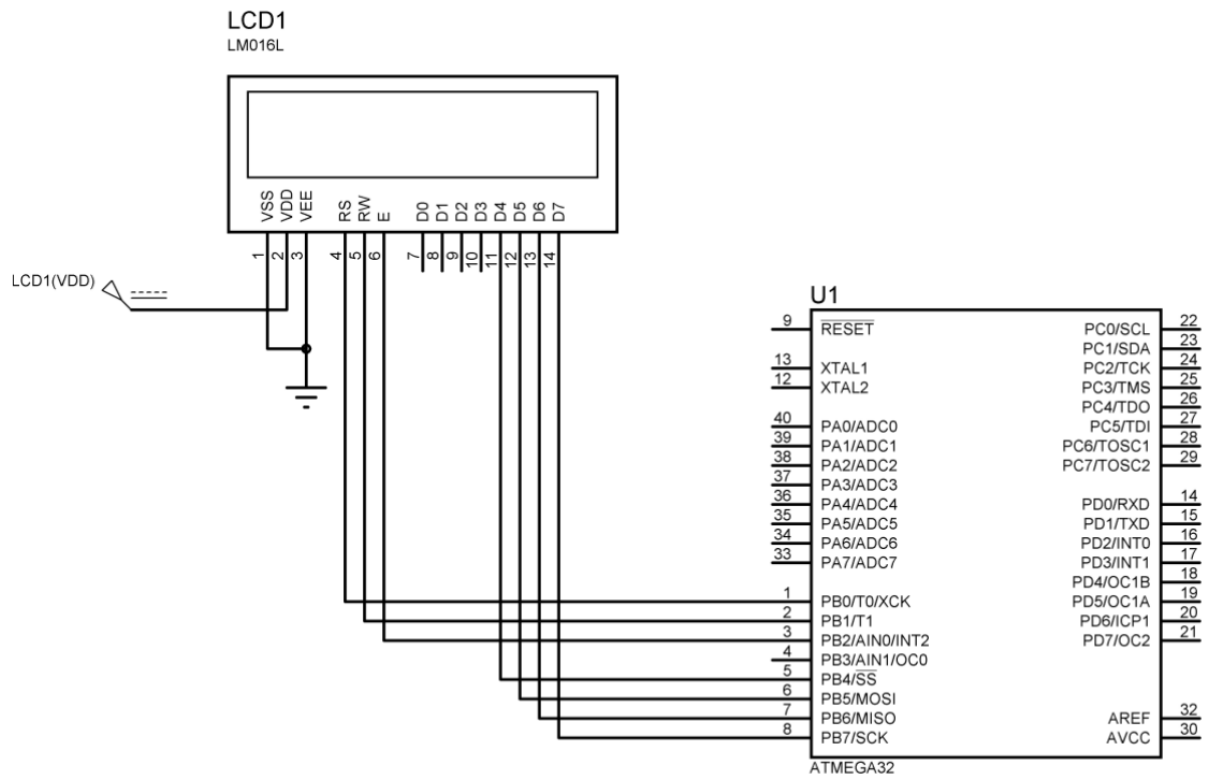 LCD1
LM016L
VSS
VDD
VEE
RS
RW
E
D0
D1
D2
D3
D4
D5
D6
D7
1
2
3
4
5
6
7
8
9
10
11
12
13
14
LCD1(VDD)
U1
9 RESET
13 XTAL1
12 XTAL2
40 PA0/ADC0
39 PA1/ADC1
38 PA2/ADC2
37 PA3/ADC3
36 PA4/ADC4
35 PA5/ADC5
34 PA6/ADC6
33 PA7/ADC7
1 PB0/T0/XCK
2 PB1/T1
3 PB2/AIN0/INT2
4 PB3/AIN1/OC0
5 PB4/SS
6 PB5/MOSI
7 PB6/MISO
8 PB7/SCK
PC0/SCL 22
PC1/SDA 23
PC2/TCK 24
PC3/TMS 25
PC4/TDO 26
PC5/TDI 27
PC6/TOSC1 28
PC7/TOSC2 29
PD0/RXD 14
PD1/TXD 15
PD2/INT0 16
PD3/INT1 17
PD4/OC1B 18
PD5/OC1A 19
PD6/ICP1 20
PD7/OC2 21
AREF 32
AVCC 30
ATMEGA32